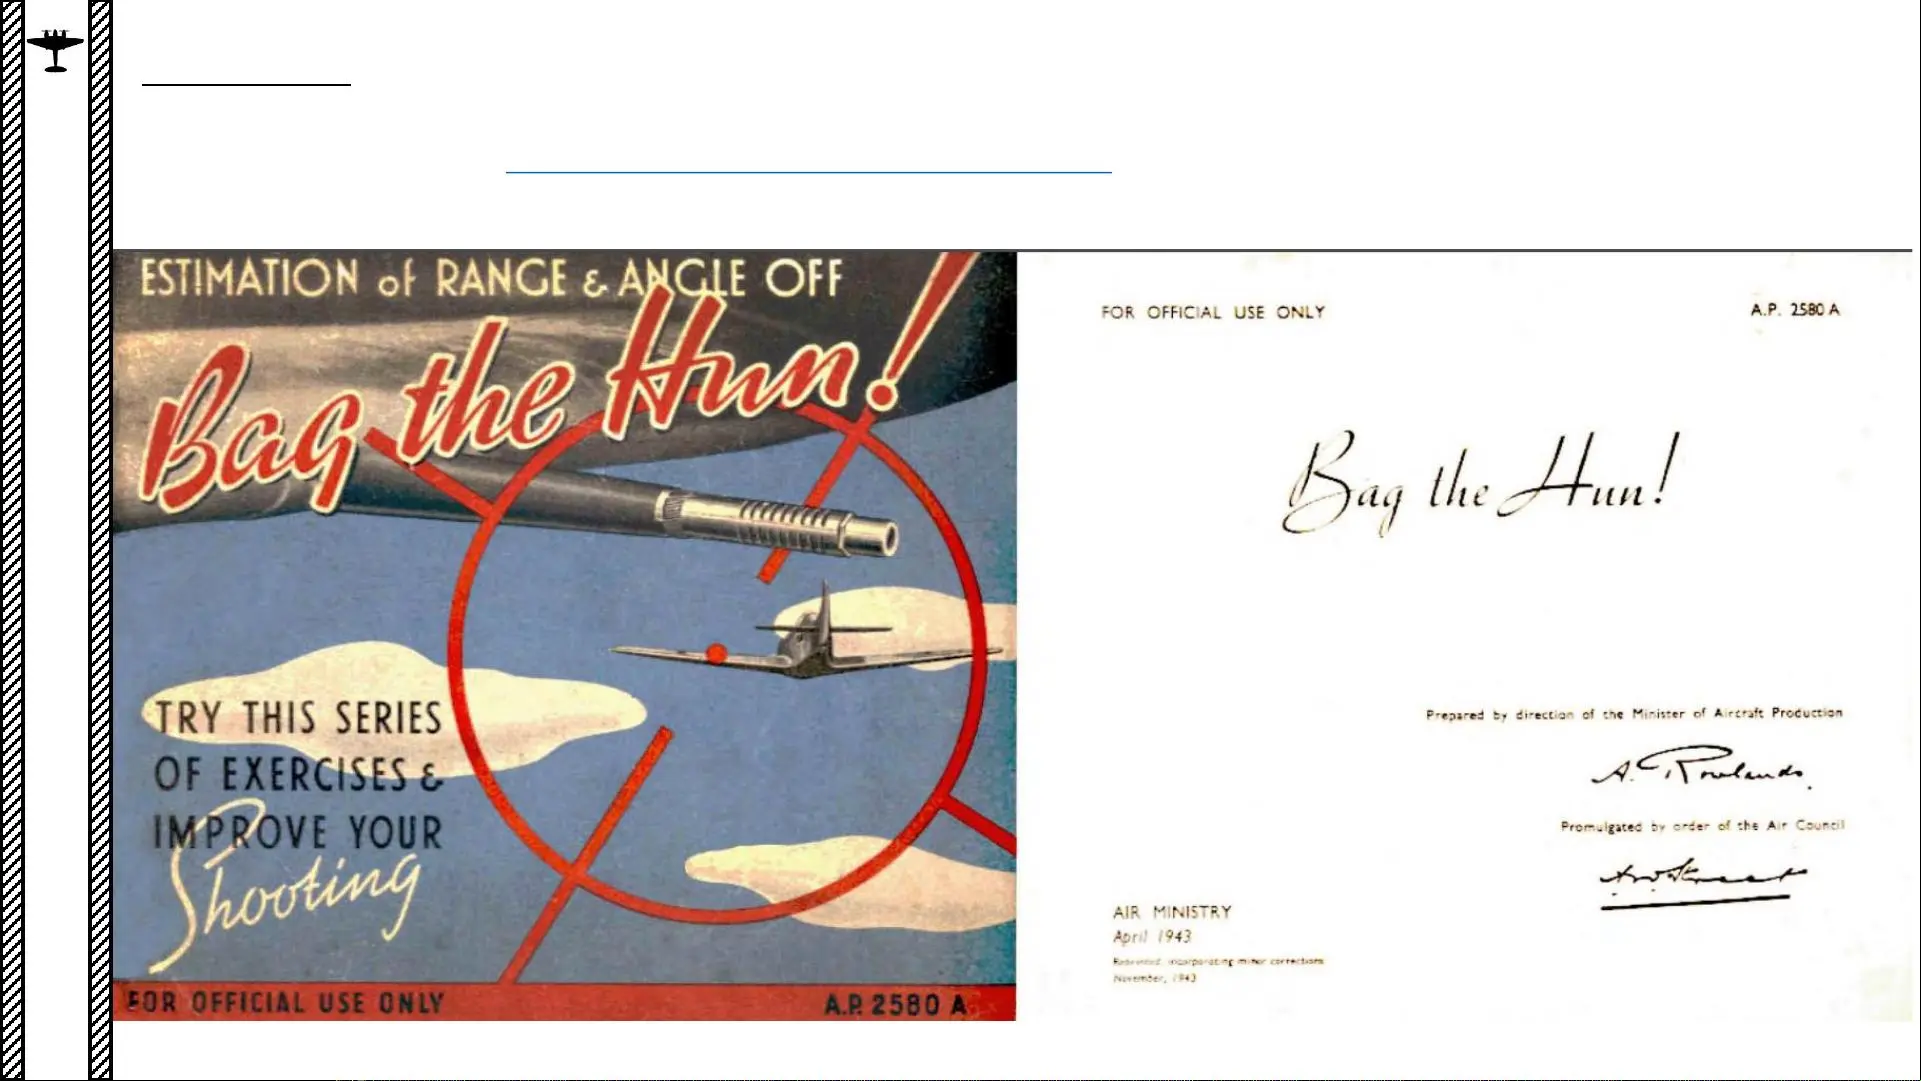 ESTIMATION of RANGE & ANGLE OFF
Bag the Hun!
TRY THIS SERIES
OF EXERCISES &
IMPROVE YOUR
Shooting
FOR OFFICIAL USE ONLY
A.P. 2580 A
FOR OFFICIAL USE ONLY
A.P. 2580 A
Bag the Hun!
Prepared by direction of the Minister of Aircraft Production
A. Rowlands.
Promulgated by order of the Air Council
AIR MINISTRY
April 1943
Reprinted incorporating minor corrections
November, 1943